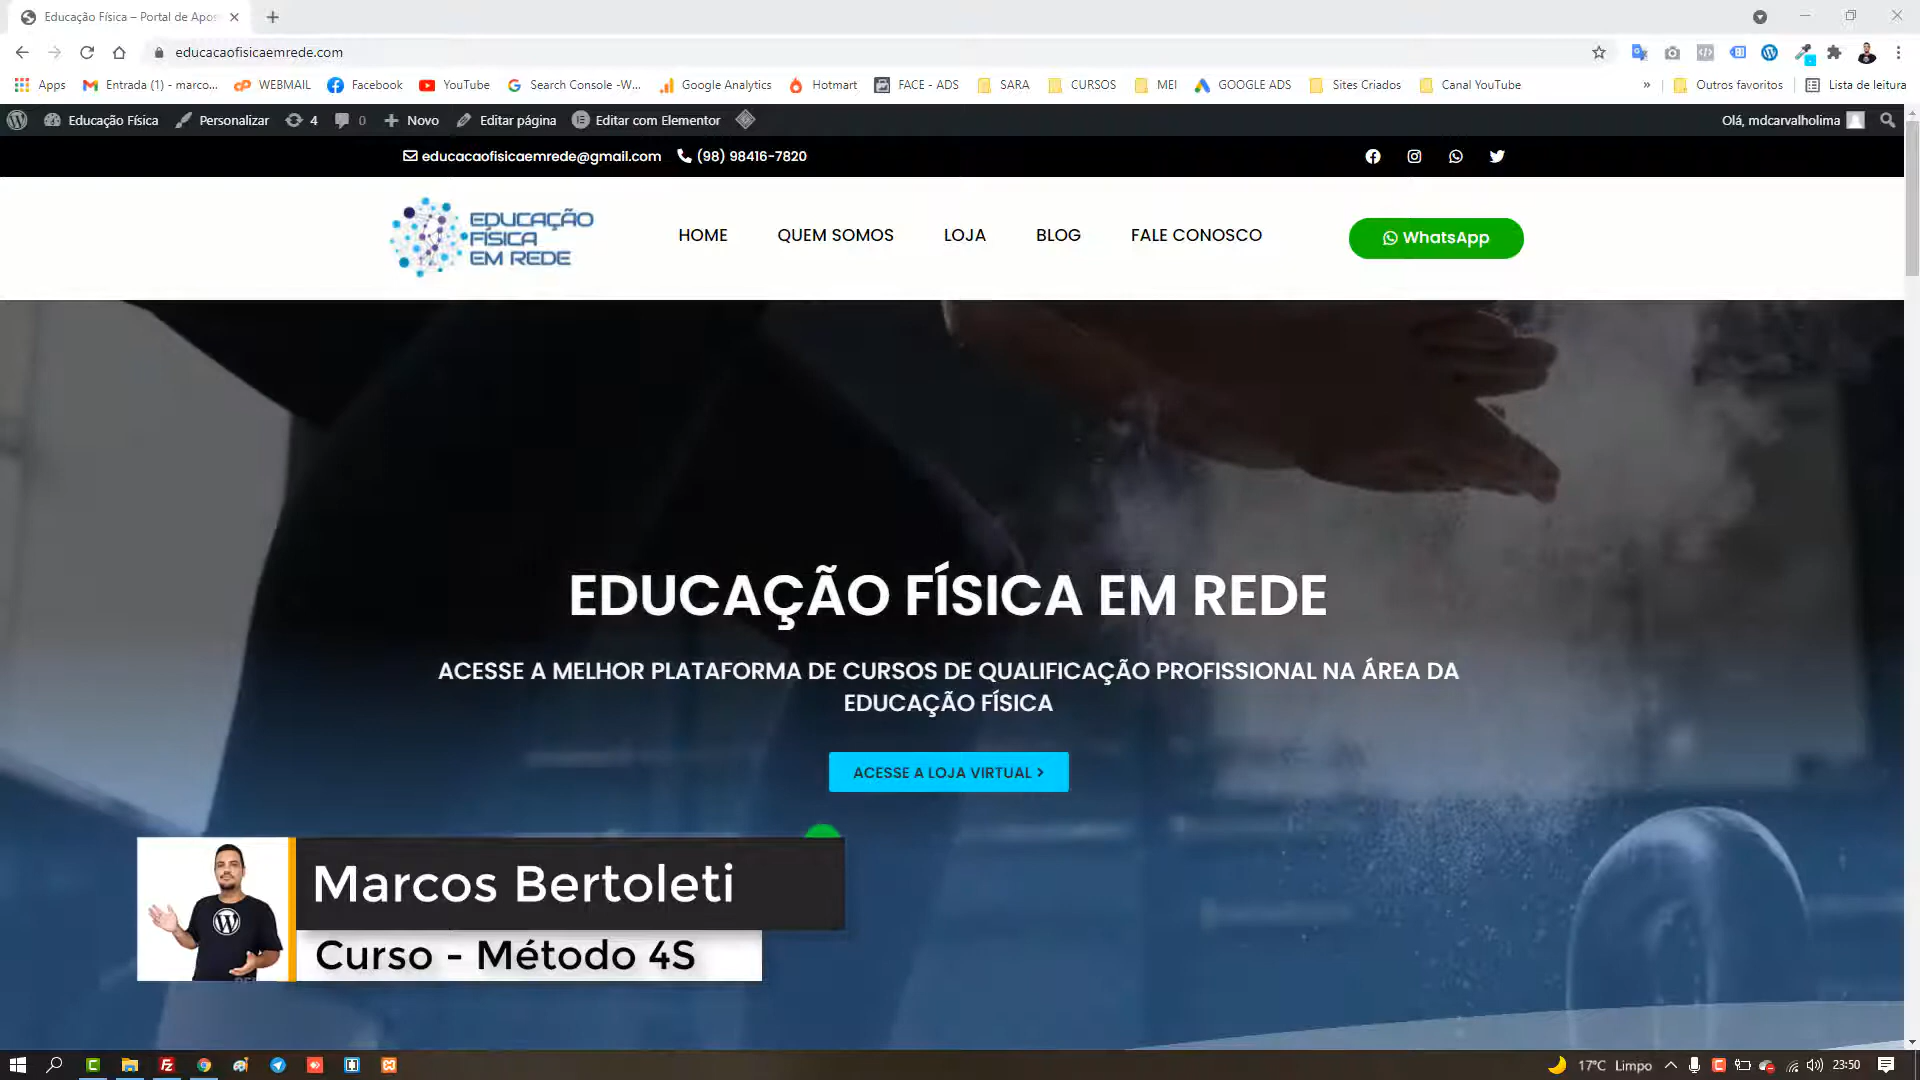 Educação Física – Portal de Apos
educacaofisicaemrede.com
Apps
Entrada (1) - marco...
WEBMAIL
Facebook
YouTube
Search Console -W...
Google Analytics
Hotmart
FACE - ADS
SARA
CURSOS
MEI
GOOGLE ADS
Sites Criados
Canal YouTube
»
Outros favoritos
Lista de leitura
Educação Física
Personalizar
4
0
Novo
Editar página
Editar com Elementor
Olá, mdcarvalholima
educacaofisicaemrede@gmail.com
(98) 98416-7820
EDUCAÇÃO
FÍSICA
EM REDE
HOME
QUEM SOMOS
LOJA
BLOG
FALE CONOSCO
WhatsApp
EDUCAÇÃO FÍSICA EM REDE
ACESSE A MELHOR PLATAFORMA DE CURSOS DE QUALIFICAÇÃO PROFISSIONAL NA ÁREA DA
EDUCAÇÃO FÍSICA
ACESSE A LOJA VIRTUAL
Marcos Bertoleti
Curso - Método 4S
17°C Limpo
23:50